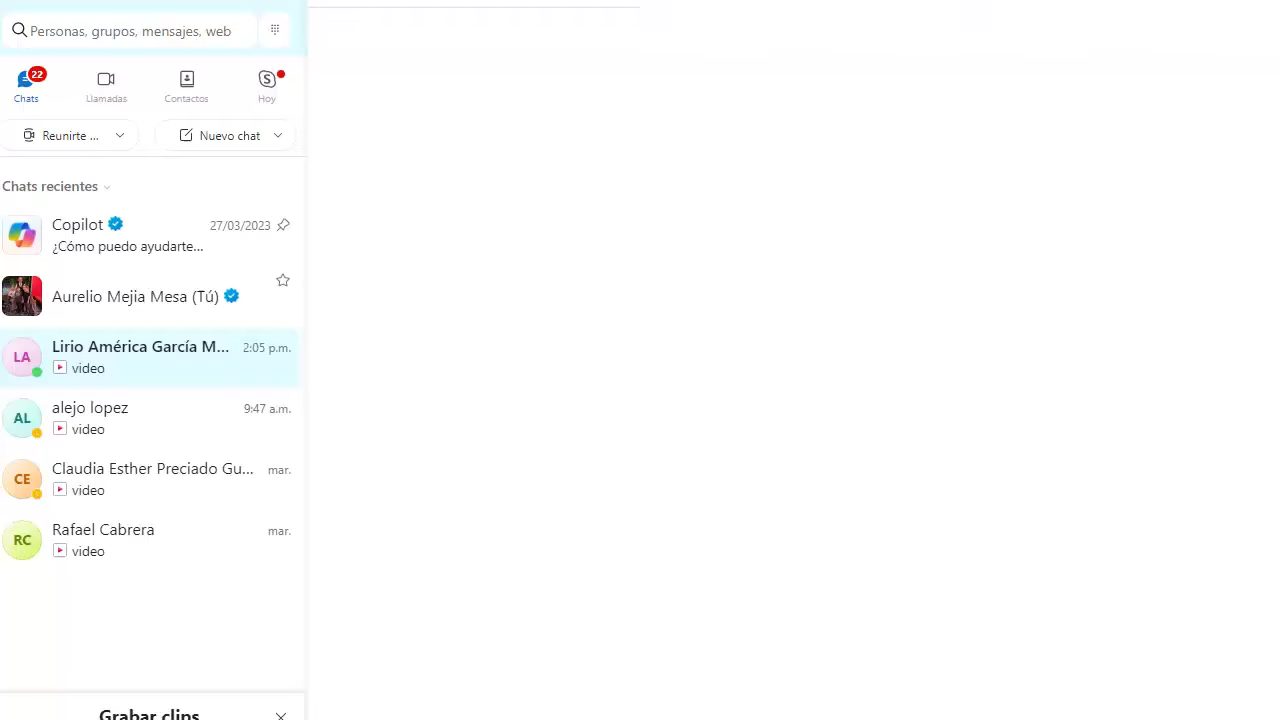 Personas, grupos, mensajes, web
22
Chats
Llamadas
Contactos
Hoy
Reunirte ...
Nuevo chat
Chats recientes
Copilot
27/03/2023
¿Cómo puedo ayudarte...
Aurelio Mejia Mesa (Tú)
LA
Lirio América García M...
2:05 p.m.
video
AL
alejo lopez
9:47 a.m.
video
CE
Claudia Esther Preciado Gu...
mar.
video
RC
Rafael Cabrera
mar.
video
Grabar clips